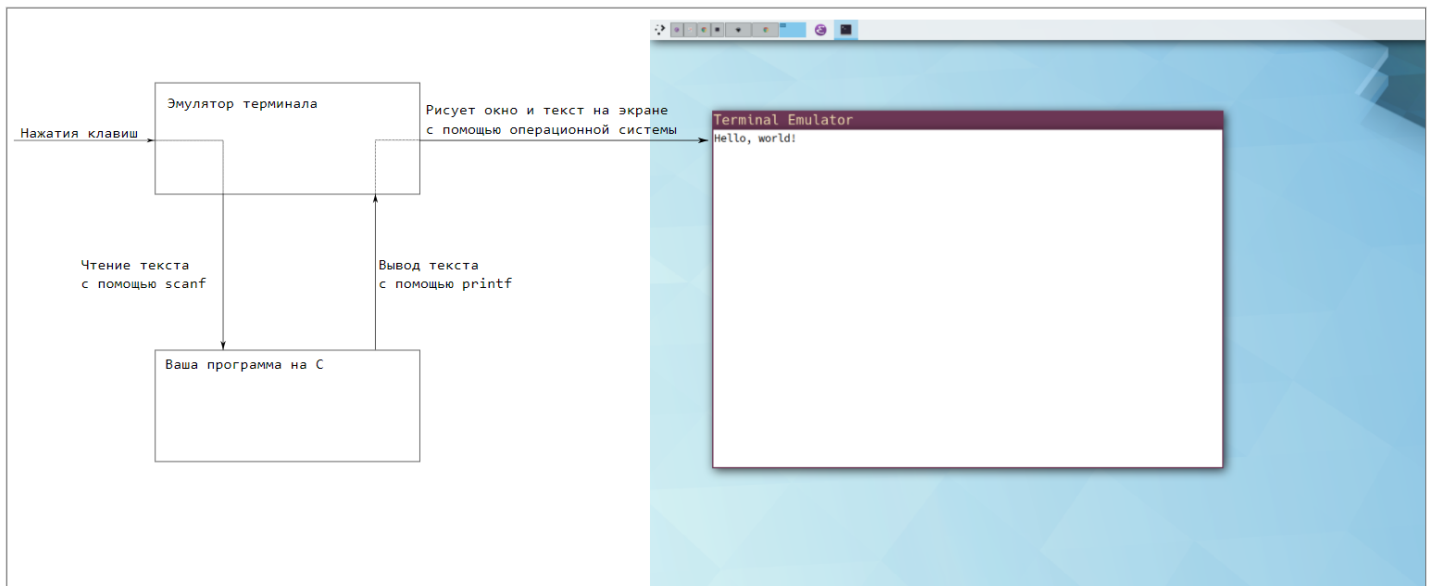 Эмулятор терминала
Рисует окно и текст на экране
с помощью операционной системы
Нажатия клавиш
Terminal Emulator
Hello, world!
Чтение текста
с помощью scanf
Вывод текста
с помощью printf
Ваша программа на C